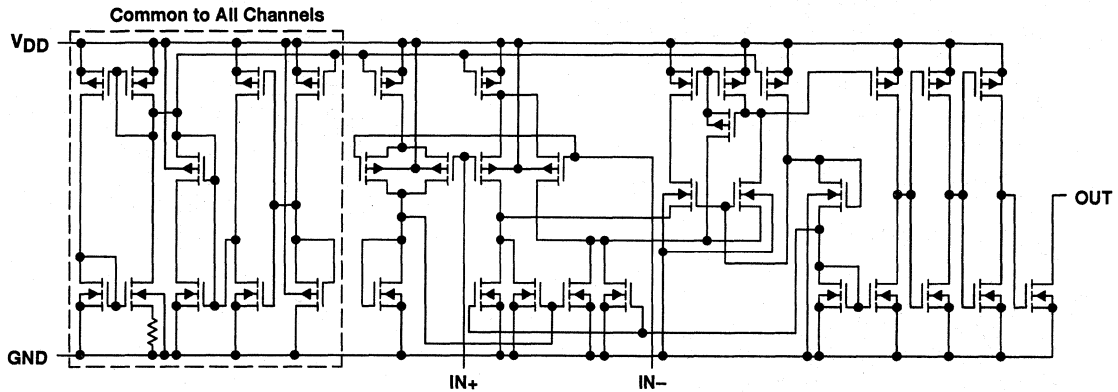 Common to All Channels
VDD
OUT
GND
IN+
IN–